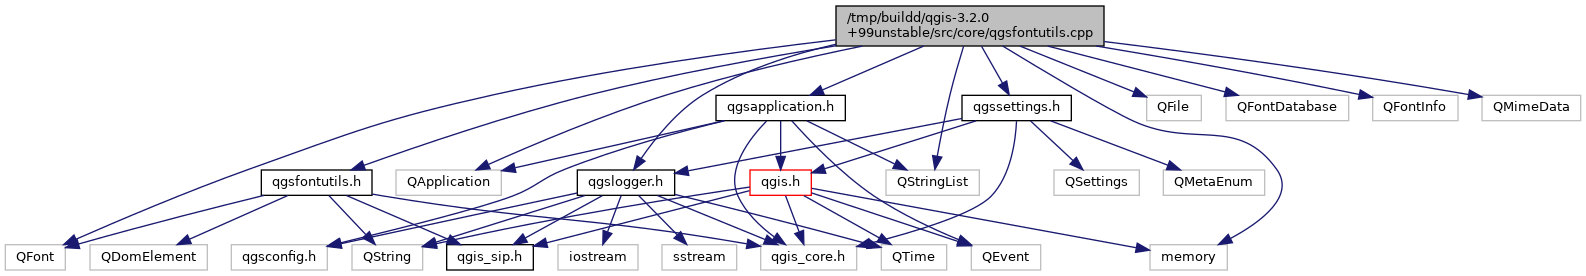 /tmp/buildd/qgis-3.2.0
+99unstable/src/core/qgsfontutils.cpp
qgsapplication.h
qgssettings.h
QFile
QFontDatabase
QFontInfo
QMimeData
qgsfontutils.h
QApplication
qgslogger.h
qgis.h
QStringList
QSettings
QMetaEnum
QFont
QDomElement
qgsconfig.h
QString
qgis_sip.h
iostream
sstream
qgis_core.h
QTime
QEvent
memory